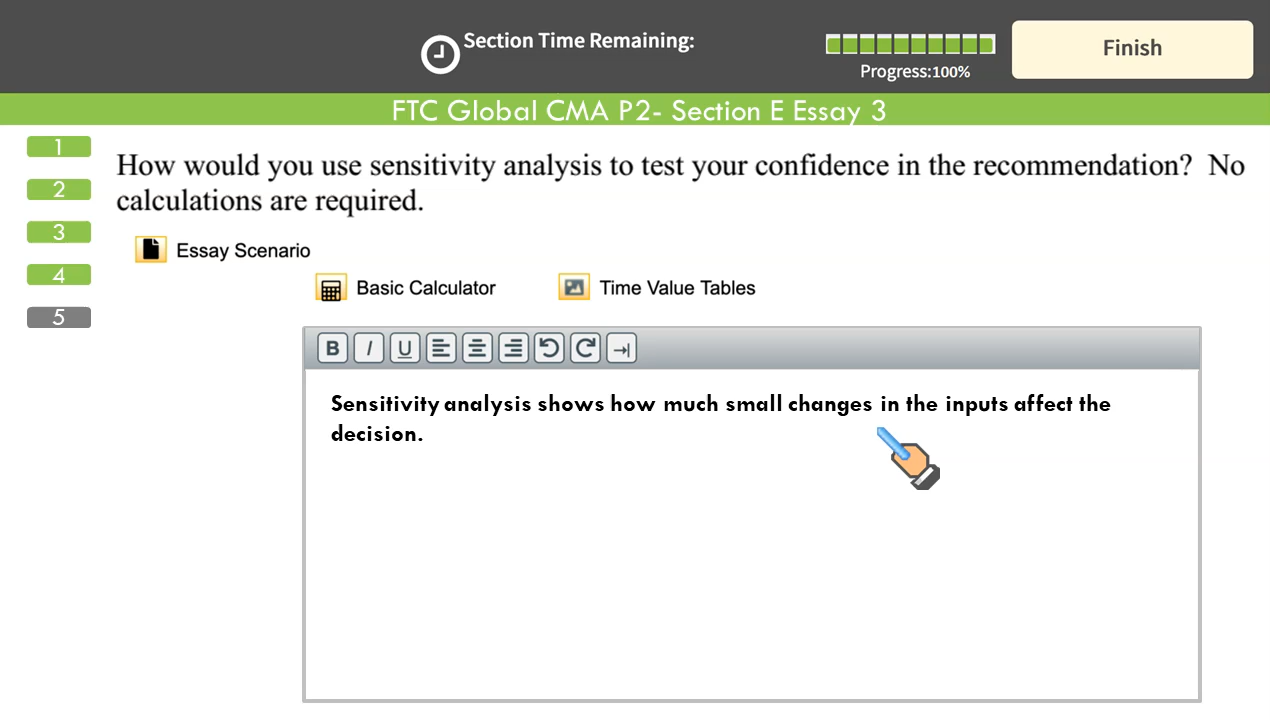 Section Time Remaining:
Progress:100%
Finish
FTC Global CMA P2- Section E Essay 3
1
2
3
4
5
How would you use sensitivity analysis to test your confidence in the recommendation?  No
calculations are required.
Essay Scenario
Basic Calculator
Time Value Tables
B I U
Sensitivity analysis shows how much small changes in the inputs affect the
decision.